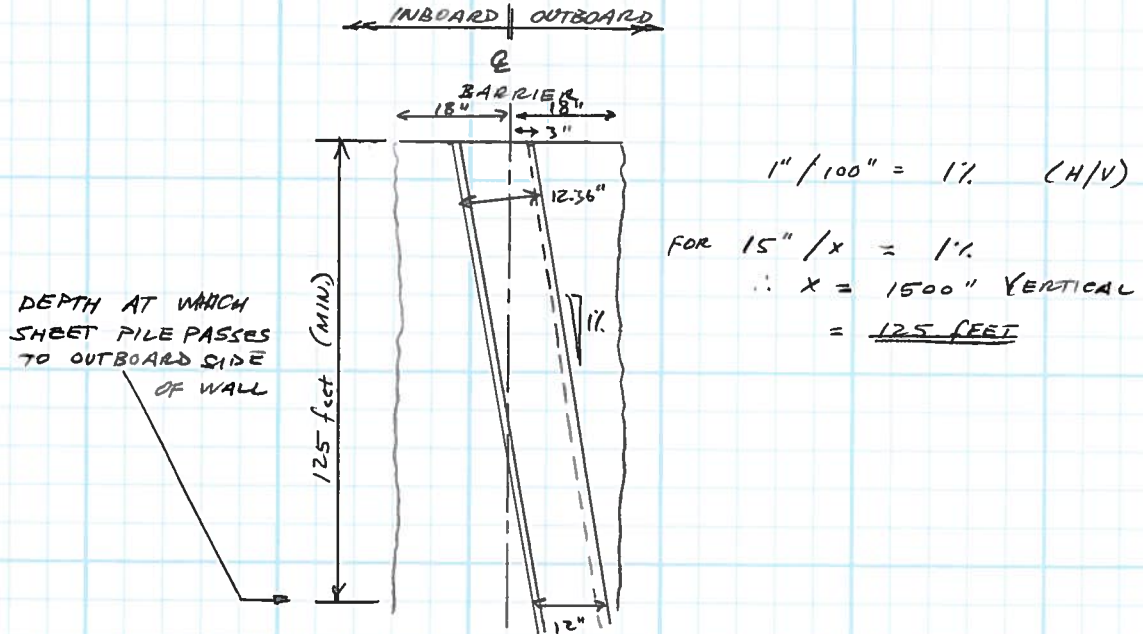 INBOARD OUTBOARD
℄
BARRIER
18" 18"
3"
12.36"
1%
125 feet (MIN)
DEPTH AT WHICH
SHEET PILE PASSES
TO OUTBOARD SIDE
OF WALL
12"
1" / 100" = 1% (H/V)
FOR 15" / x = 1%
∴ x = 1500" VERTICAL
= 125 FEET